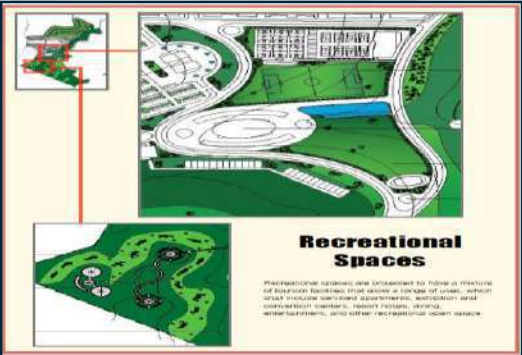 Recreational
Spaces
Recreational spaces are projected to have a mixture
of tourism facilities that allow a range of uses, which
shall include serviced apartments, exhibition and
convention centers, resort hotels, dining,
entertainment, and other recreational open space